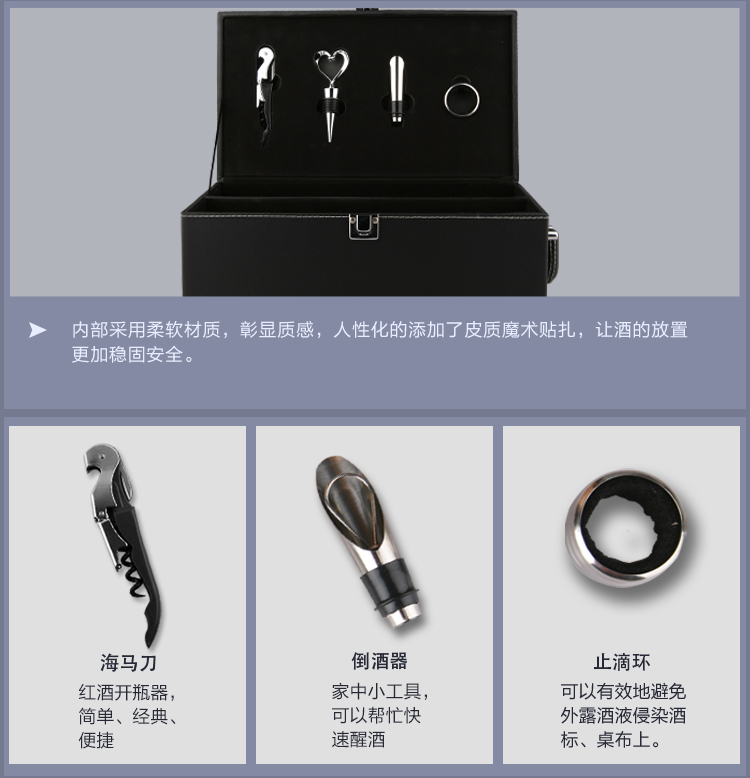 内部采用柔软材质，彰显质感，人性化的添加了皮质魔术贴扎，让酒的放置
更加稳固安全。
海马刀
红酒开瓶器，
简单、经典、
便捷
倒酒器
家中小工具，
可以帮忙快
速醒酒
止滴环
可以有效地避免
外露酒液侵染酒
标、桌布上。